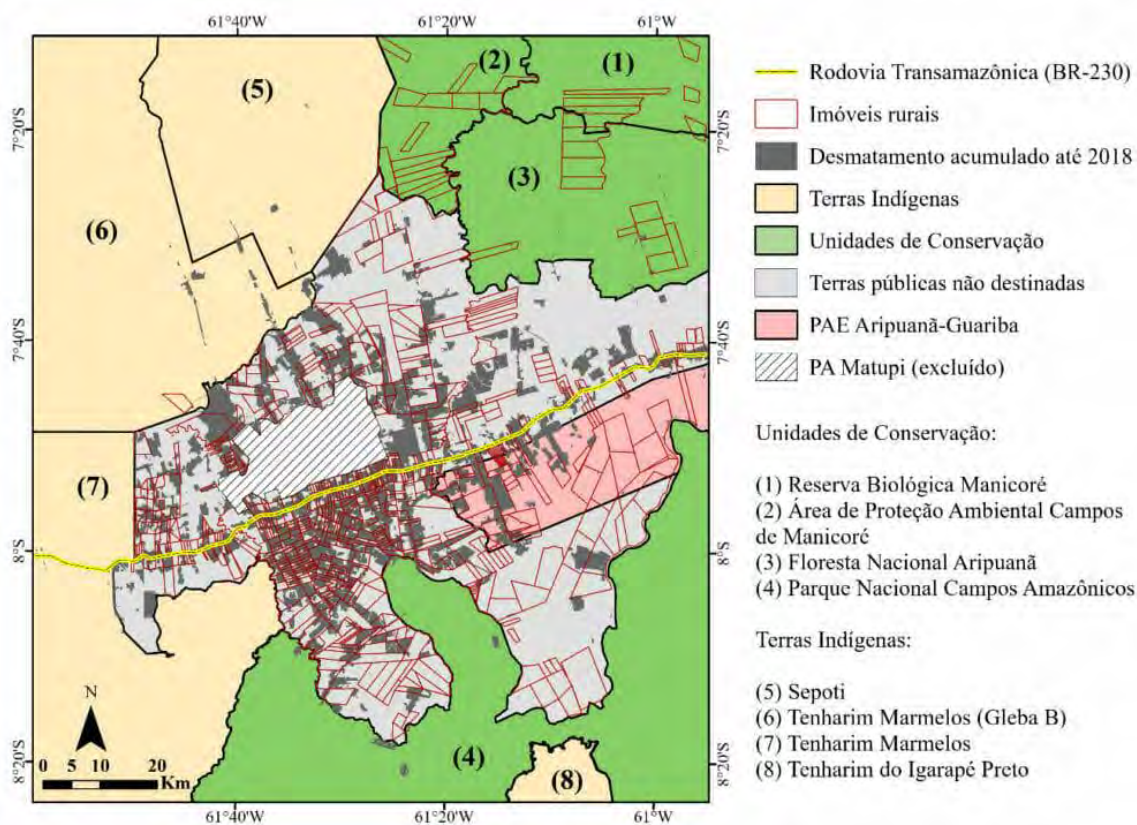 61°40'W 61°20'W 61°W
(5)
(2)
(1)
(3)
(6)
(7)
(4)
(8)
7°20'S 7°20'S
7°40'S 7°40'S
8°S 8°S
8°20'S 8°20'S
N
0 5 10 20
Km
61°40'W 61°20'W 61°W
Rodovia Transamazônica (BR-230)
Imóveis rurais
Desmatamento acumulado até 2018
Terras Indígenas
Unidades de Conservação
Terras públicas não destinadas
PAE Aripuanã-Guariba
PA Matupi (excluído)
Unidades de Conservação:
(1) Reserva Biológica Manicoré
(2) Área de Proteção Ambiental Campos
de Manicoré
(3) Floresta Nacional Aripuanã
(4) Parque Nacional Campos Amazônicos
Terras Indígenas:
(5) Sepoti
(6) Tenharim Marmelos (Gleba B)
(7) Tenharim Marmelos
(8) Tenharim do Igarapé Preto